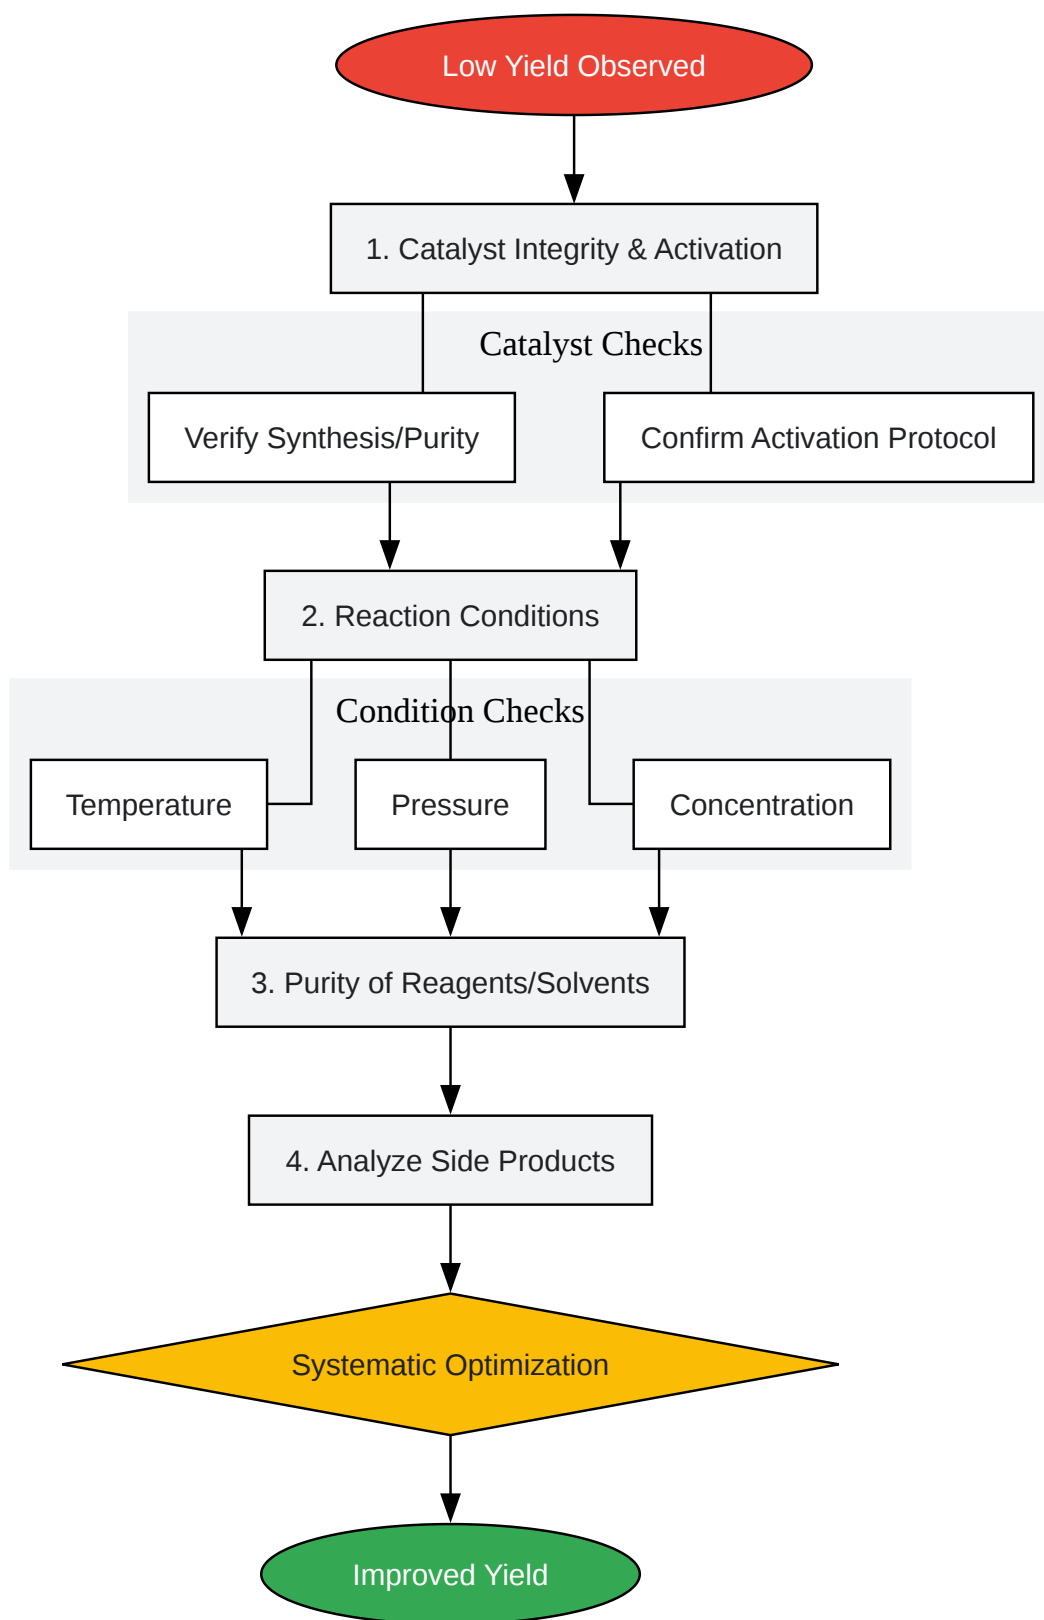 Low Yield Observed
1. Catalyst Integrity & Activation
Catalyst Checks
Verify Synthesis/Purity
Confirm Activation Protocol
2. Reaction Conditions
Condition Checks
Temperature
Pressure
Concentration
3. Purity of Reagents/Solvents
4. Analyze Side Products
Systematic Optimization
Improved Yield